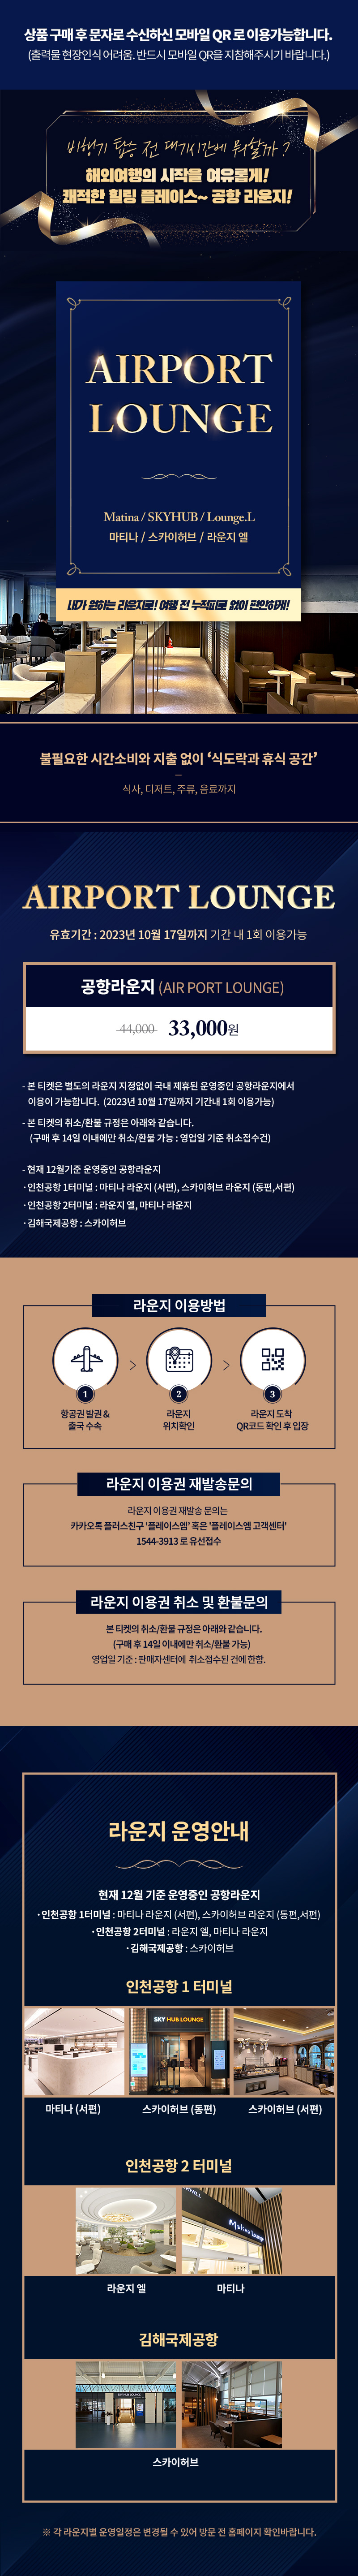 상품 구매 후 문자로 수신하신 모바일 QR 로 이용가능합니다.
(출력물 현장인식 어려움. 반드시 모바일 QR을 지참해주시기 바랍니다.)
비행기 탑승 전 대기시간에 뭐할까?
해외여행의 시작을 여유롭게!
쾌적한 힐링 플레이스~ 공항 라운지!
AIRPORT
LOUNGE
Matina / SKYHUB / Lounge.L
마티나 / 스카이허브 / 라운지 엘
내가 원하는 라운지로! 여행 전 누적피로 없이 편안하게!
불필요한 시간소비와 지출 없이 ‘식도락과 휴식 공간’
식사, 디저트, 주류, 음료까지
AIRPORT LOUNGE
유효기간 : 2023년 10월 17일까지 기간 내 1회 이용가능
공항라운지 (AIR PORT LOUNGE)
44,000 33,000원
- 본 티켓은 별도의 라운지 지정없이 국내 제휴된 운영중인 공항라운지에서
이용이 가능합니다. (2023년 10월 17일까지 기간내 1회 이용가능)
- 본 티켓의 취소/환불 규정은 아래와 같습니다.
(구매 후 14일 이내에만 취소/환불 가능 : 영업일 기준 취소접수건)
- 현재 12월기준 운영중인 공항라운지
· 인천공항 1터미널 : 마티나 라운지 (서편), 스카이허브 라운지 (동편,서편)
· 인천공항 2터미널 : 라운지 엘, 마티나 라운지
· 김해국제공항 : 스카이허브
라운지 이용방법
1
항공권 발권 &
출국 수속
>
2
라운지
위치확인
>
3
라운지 도착
QR코드 확인 후 입장
라운지 이용권 재발송문의
라운지 이용권 재발송 문의는
카카오톡 플러스친구 '플레이스엠' 혹은 '플레이스엠 고객센터'
1544-3913 로 유선접수
라운지 이용권 취소 및 환불문의
본 티켓의 취소/환불 규정은 아래와 같습니다.
(구매 후 14일 이내에만 취소/환불 가능)
영업일 기준 : 판매자센터에 취소접수된 건에 한함.
라운지 운영안내
현재 12월 기준 운영중인 공항라운지
· 인천공항 1터미널 : 마티나 라운지 (서편), 스카이허브 라운지 (동편,서편)
· 인천공항 2터미널 : 라운지 엘, 마티나 라운지
· 김해국제공항 : 스카이허브
인천공항 1 터미널
SKY HUB LOUNGE
마티나 (서편)
스카이허브 (동편)
스카이허브 (서편)
인천공항 2 터미널
Matina Lounge
라운지 엘
마티나
김해국제공항
SKY HUB LOUNGE
스카이허브
※ 각 라운지별 운영일정은 변경될 수 있어 방문 전 홈페이지 확인바랍니다.